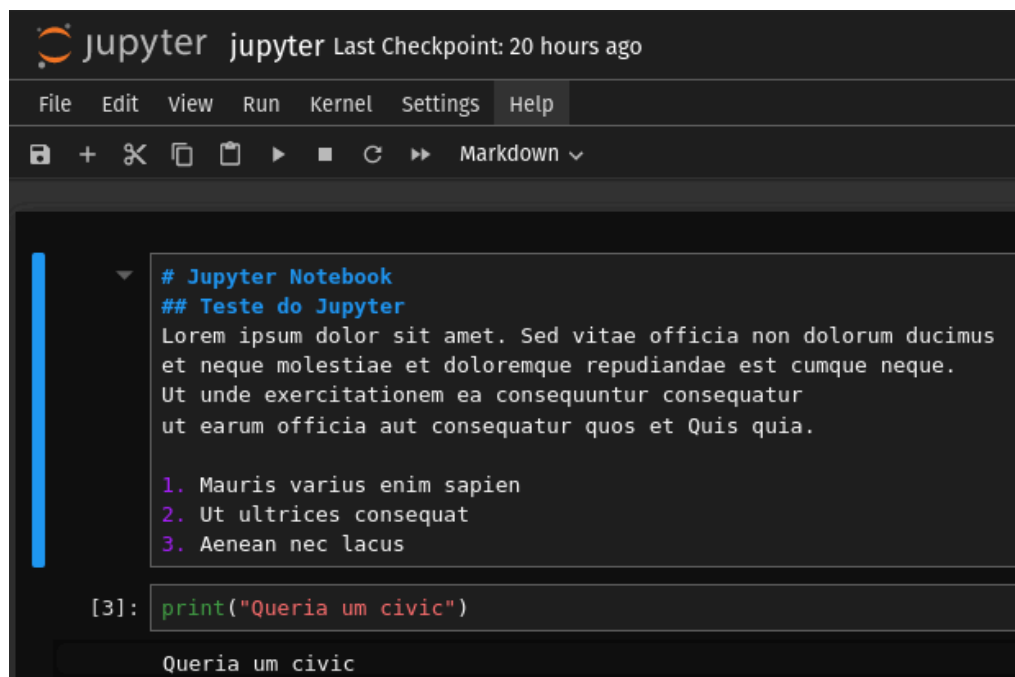 jupyter jupyter Last Checkpoint: 20 hours ago
File Edit View Run Kernel Settings Help
Markdown
# Jupyter Notebook
## Teste do Jupyter
Lorem ipsum dolor sit amet. Sed vitae officia non dolorum ducimus
et neque molestiae et doloremque repudiandae est cumque neque.
Ut unde exercitationem ea consequuntur consequatur
ut earum officia aut consequatur quos et Quis quia.
1. Mauris varius enim sapien
2. Ut ultrices consequat
3. Aenean nec lacus
[3]: print("Queria um civic")
Queria um civic